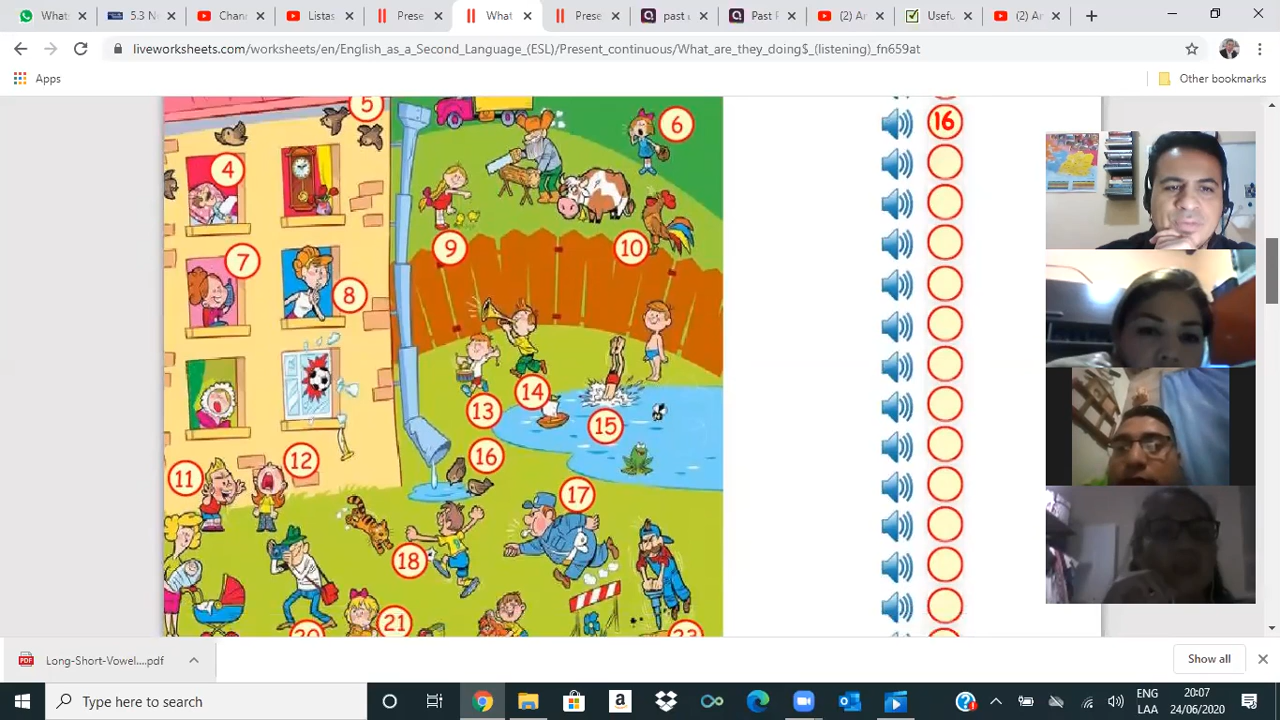 What:
5.3 N
Chan
Listas
Prese
What
Prese
past
Past
(2) A
Usefu
(2) A
liveworksheets.com/worksheets/en/English_as_a_Second_Language_(ESL)/Present_continuous/What_are_they_doing$_(listening)_fn659at
Apps
Other bookmarks
5
6
16
4
9
10
7
8
14
13
15
12
16
11
17
18
21
20
23
Long-Short-Vowel....pdf
Show all
Type here to search
ENG
LAA
20:07
24/06/2020